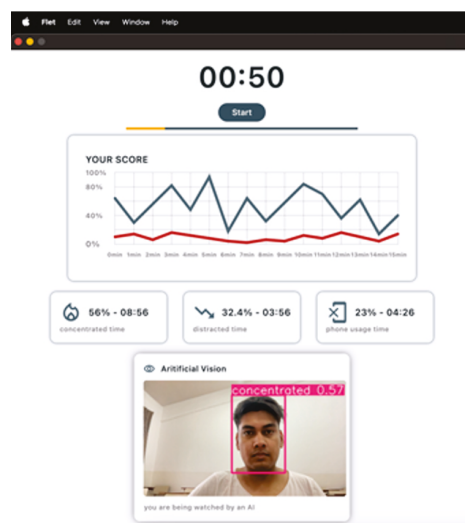 Flet Edit View Window Help
00:50
Start
YOUR SCORE
100%
80%
40%
0%
0min 1min 2min 3min 4min 5min 6min 7min 8min 9min 10min 11min 12min 13min 14min 15min
56% - 08:56
concentrated time
32.4% - 03:56
distracted time
23% - 04:26
phone usage time
Aritificial Vision
concentrated 0.57
you are being watched by an AI